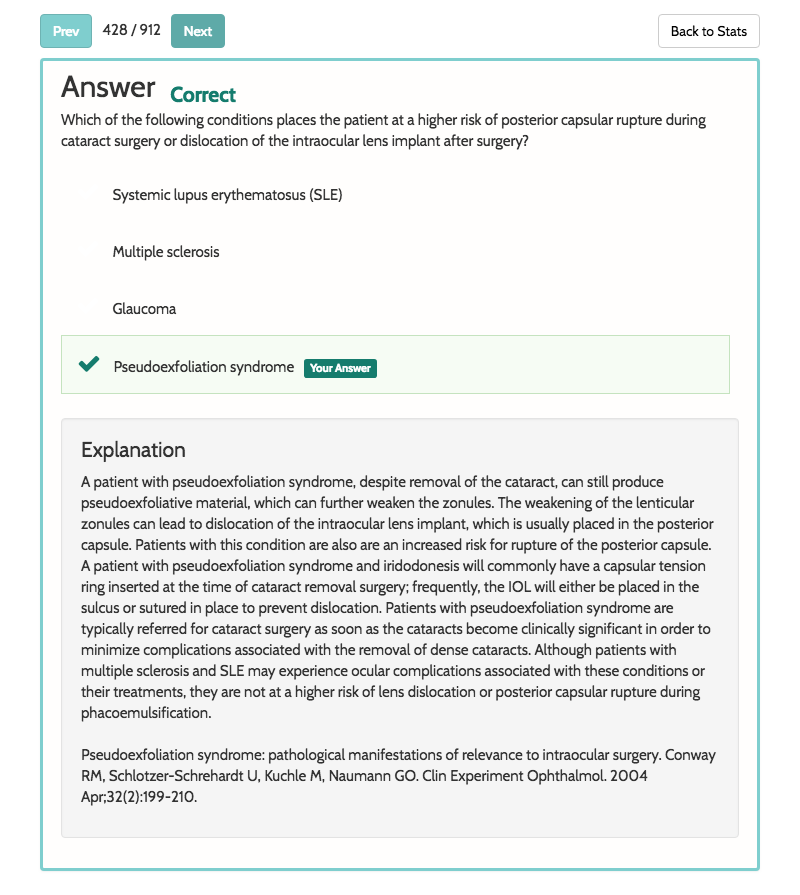 Prev 428 / 912 Next Back to Stats
Answer Correct
Which of the following conditions places the patient at a higher risk of posterior capsular rupture during
cataract surgery or dislocation of the intraocular lens implant after surgery?
Systemic lupus erythematosus (SLE)
Multiple sclerosis
Glaucoma
Pseudoexfoliation syndrome Your Answer
Explanation
A patient with pseudoexfoliation syndrome, despite removal of the cataract, can still produce
pseudoexfoliative material, which can further weaken the zonules. The weakening of the lenticular
zonules can lead to dislocation of the intraocular lens implant, which is usually placed in the posterior
capsule. Patients with this condition are also are an increased risk for rupture of the posterior capsule.
A patient with pseudoexfoliation syndrome and iridodonesis will commonly have a capsular tension
ring inserted at the time of cataract removal surgery; frequently, the IOL will either be placed in the
sulcus or sutured in place to prevent dislocation. Patients with pseudoexfoliation syndrome are
typically referred for cataract surgery as soon as the cataracts become clinically significant in order to
minimize complications associated with the removal of dense cataracts. Although patients with
multiple sclerosis and SLE may experience ocular complications associated with these conditions or
their treatments, they are not at a higher risk of lens dislocation or posterior capsular rupture during
phacoemulsification.
Pseudoexfoliation syndrome: pathological manifestations of relevance to intraocular surgery. Conway
RM, Schlotzer-Schrehardt U, Kuchle M, Naumann GO. Clin Experiment Ophthalmol. 2004
Apr;32(2):199-210.